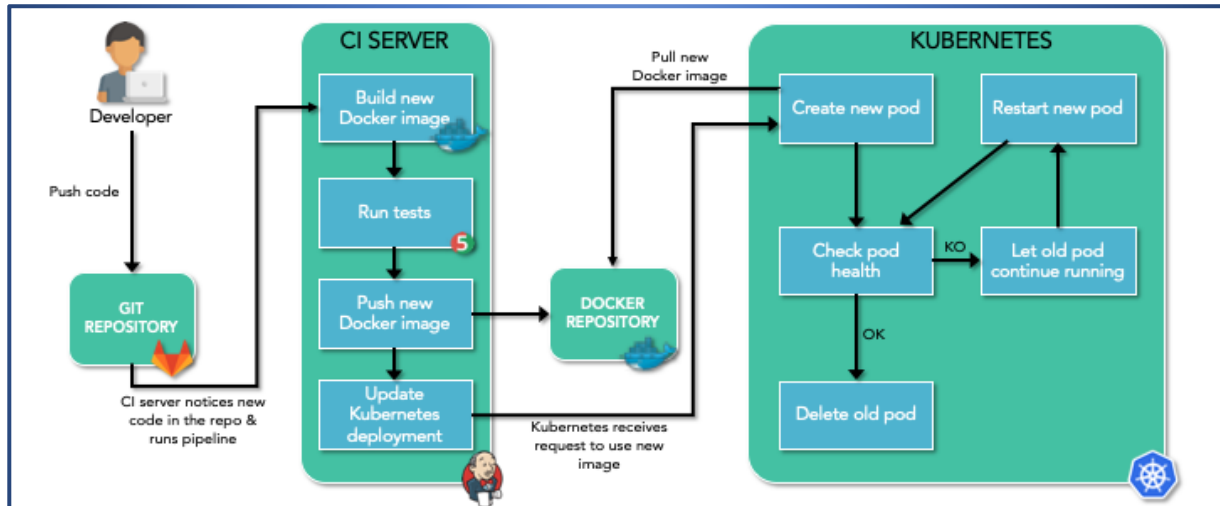 Developer
Push code
GIT
REPOSITORY
CI server notices new
code in the repo &
runs pipeline
CI SERVER
Build new
Docker image
Run tests
5
Push new
Docker image
Update
Kubernetes
deployment
DOCKER
REPOSITORY
Pull new
Docker image
Kubernetes receives
request to use new
image
KUBERNETES
Create new pod
Restart new pod
Check pod
health
KO
Let old pod
continue running
OK
Delete old pod